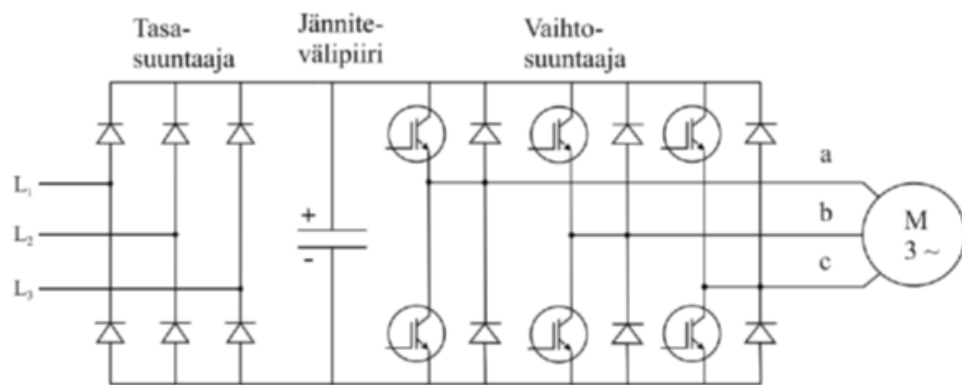 Tasa-
suuntaaja
Jännite-
välipiiri
Vaihto-
suuntaaja
L₁
L₂
L₃
+
-
a
b
c
M
3 ~